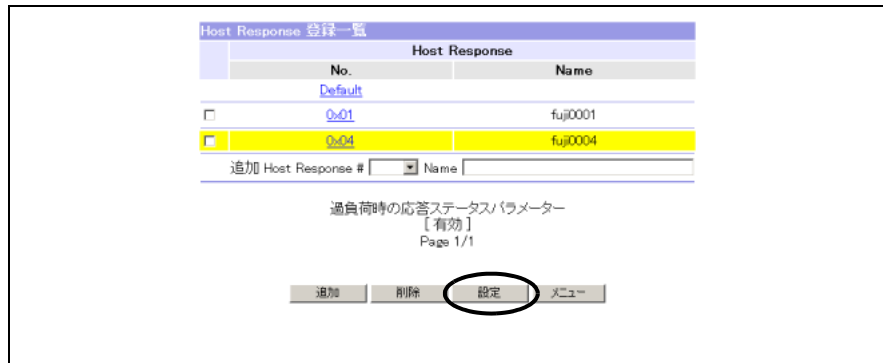 Host Response 登録一覧
Host Response
No. Name
Default
0x01 fuji0001
0x04 fuji0004
追加 Host Response # Name
過負荷時の応答ステータスパラメーター
[ 有効 ]
Page 1/1
追加 削除 設定 メニュー